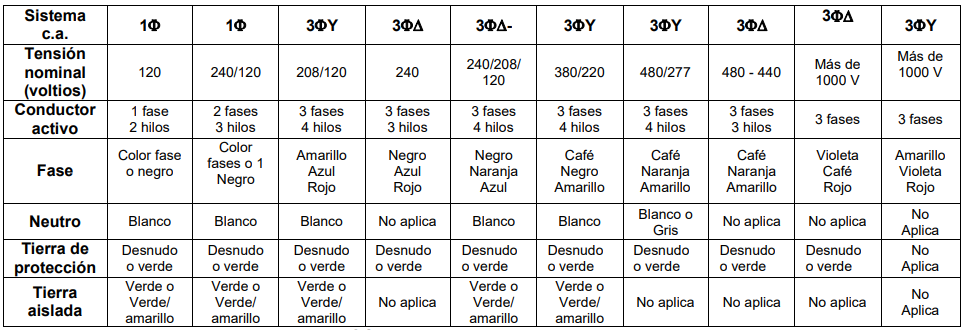 Sistema c.a. 1Φ 1Φ 3ΦY 3ΦΔ 3ΦΔ- 3ΦY 3ΦY 3ΦΔ 3ΦΔ 3ΦY
Tensión nominal (voltios) 120 240/120 208/120 240 240/208/ 120 380/220 480/277 480 - 440 Más de 1000 V Más de 1000 V
Conductor activo 1 fase 2 hilos 2 fases 3 hilos 3 fases 4 hilos 3 fases 3 hilos 3 fases 4 hilos 3 fases 4 hilos 3 fases 4 hilos 3 fases 3 hilos 3 fases 3 fases
Fase Color fase o negro Color fases o 1 Negro Amarillo Azul Rojo Negro Azul Rojo Negro Naranja Azul Café Negro Amarillo Café Naranja Amarillo Café Naranja Amarillo Violeta Café Rojo Amarillo Violeta Rojo
Neutro Blanco Blanco Blanco No aplica Blanco Blanco Blanco o Gris No aplica No aplica No Aplica
Tierra de protección Desnudo o verde Desnudo o verde Desnudo o verde Desnudo o verde Desnudo o verde Desnudo o verde Desnudo o verde Desnudo o verde Desnudo o verde No Aplica
Tierra aislada Verde o Verde/ amarillo Verde o Verde/ amarillo Verde o Verde/ amarillo No aplica Verde o Verde/ amarillo Verde o Verde/ amarillo No aplica No aplica No aplica No Aplica